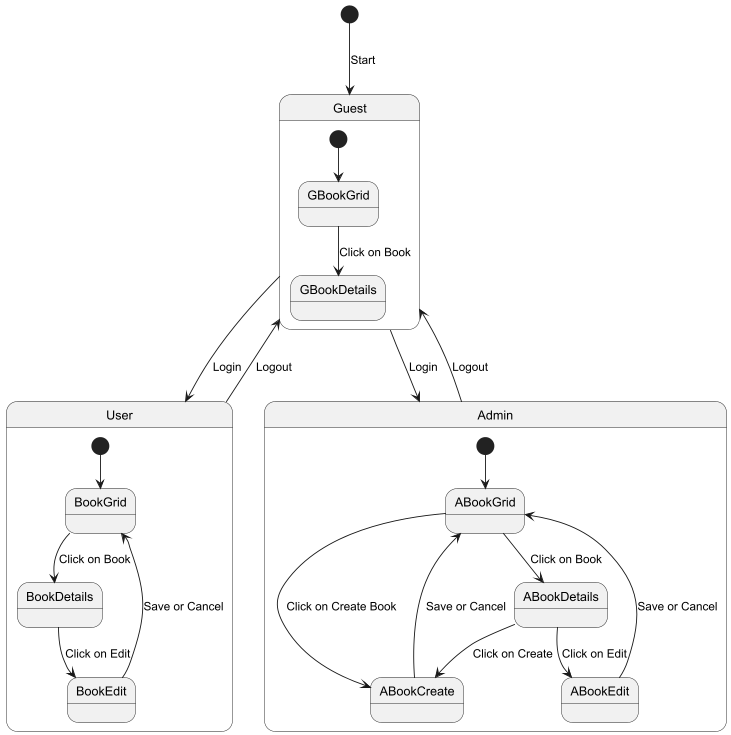 Start
Guest
GBookGrid
Click on Book
GBookDetails
Login
Logout
Login
Logout
User
BookGrid
Click on Book
BookDetails
Save or Cancel
Click on Edit
BookEdit
Admin
ABookGrid
Click on Book
ABookDetails
Click on Create Book
Save or Cancel
Save or Cancel
Click on Create
Click on Edit
ABookCreate
ABookEdit